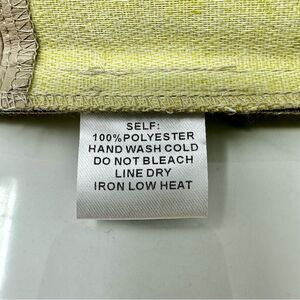 SELF:
100%POLYESTER
HAND WASH COLD
DO NOT BLEACH
LINE DRY
IRON LOW HEAT